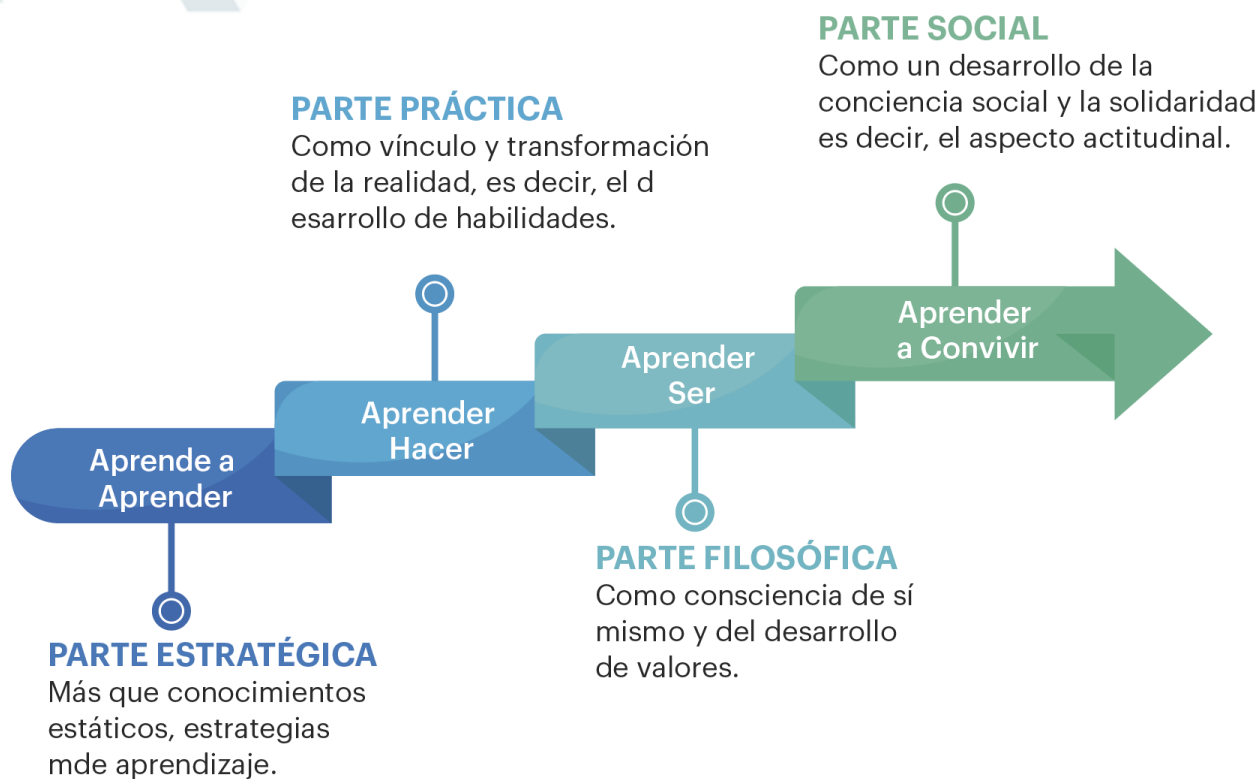 PARTE SOCIAL
Como un desarrollo de la
conciencia social y la solidaridad
es decir, el aspecto actitudinal.
PARTE PRÁCTICA
Como vínculo y transformación
de la realidad, es decir, el d
esarrollo de habilidades.
Aprender
a Convivir
Aprender
Ser
Aprender
Hacer
Aprende a
Aprender
PARTE FILOSÓFICA
Como consciencia de sí
mismo y del desarrollo
de valores.
PARTE ESTRATÉGICA
Más que conocimientos
estáticos, estrategias
mde aprendizaje.